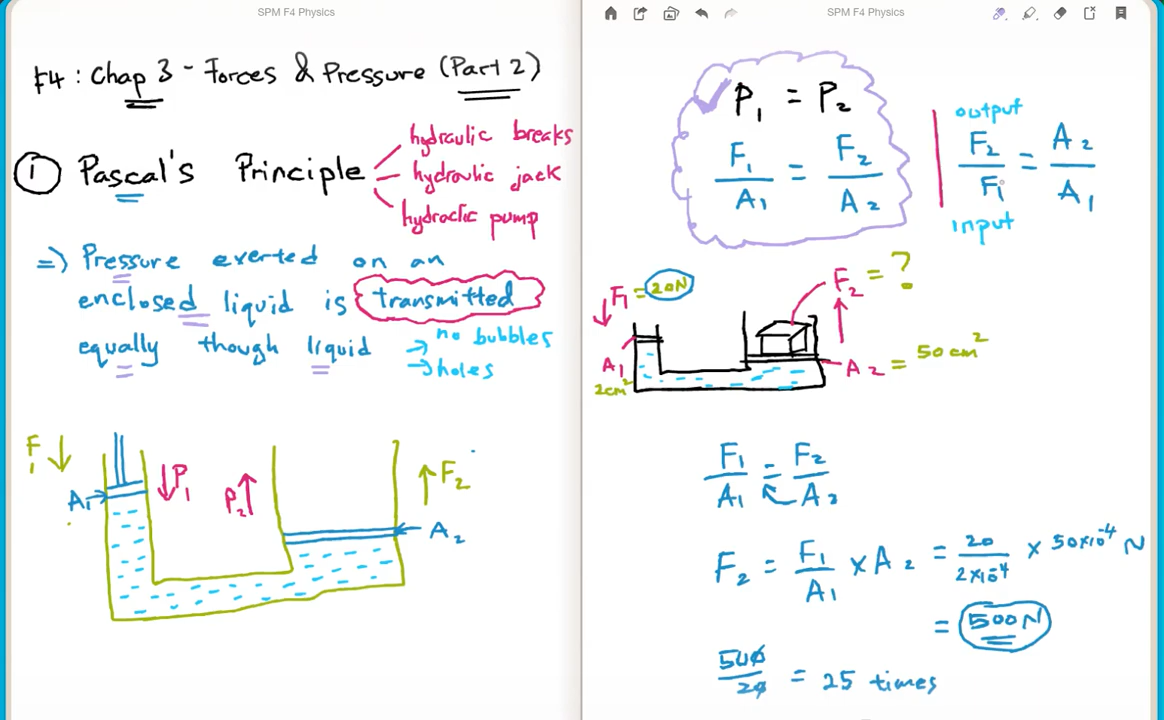 SPM F4 Physics
F4 : Chap 3 - Forces & Pressure (Part 2)
① Pascal's Principle
hydraulic breaks
hydraulic jack
hydraulic pump
=> Pressure exerted on an
enclosed liquid is transmitted
equally though liquid
→ no bubbles
→ holes
F1 ↓
A1 →
↓ P1
P2 ↑
↑ F2
← A2
SPM F4 Physics
P1 = P2
F1/A1 = F2/A2
output
F2/F1 = A2/A1
input
↓ F1 = 20N
F2 = ?
A1
2cm²
A2 = 50 cm²
F1/A1 = F2/A2
F2 = F1/A1 × A2 = 20/2×10⁻⁴ × 50×10⁻⁴ N
= 500N
500/20 = 25 times